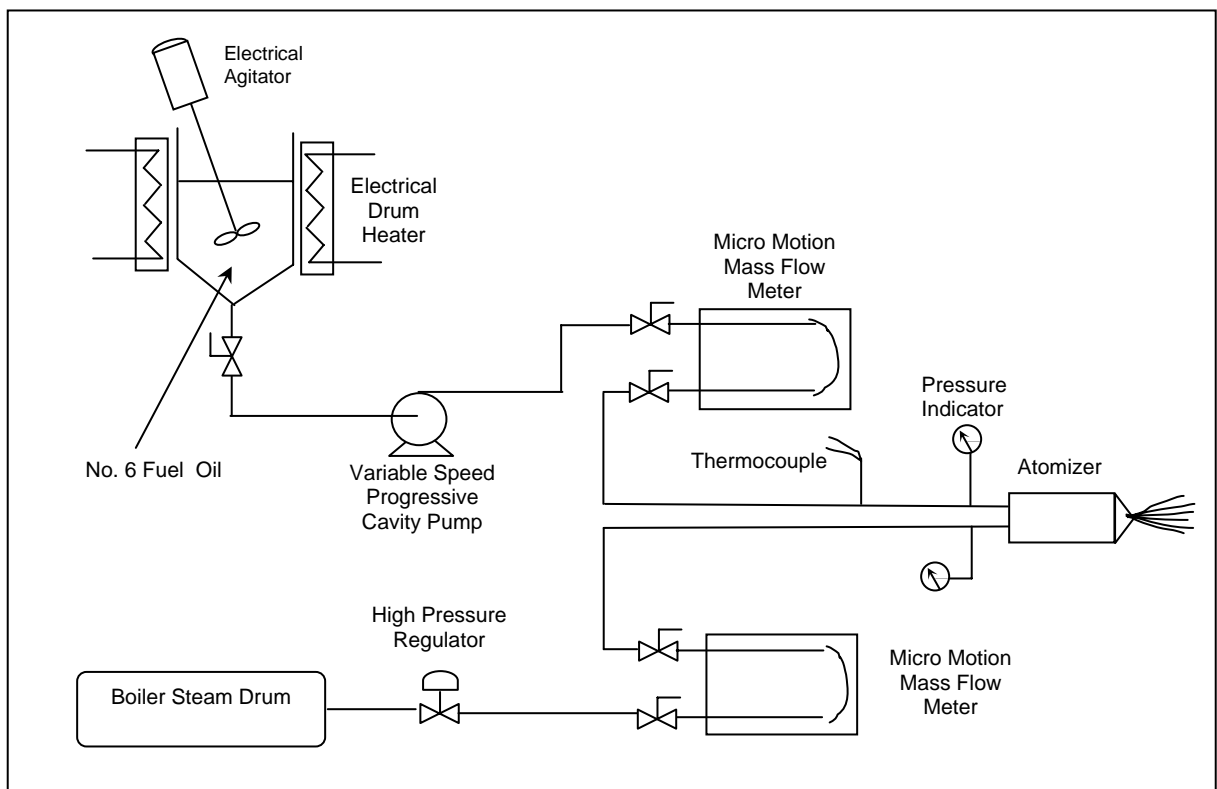 Electrical
Agitator
Electrical
Drum
Heater
Micro Motion
Mass Flow
Meter
Pressure
Indicator
Thermocouple
Atomizer
No. 6 Fuel Oil
Variable Speed
Progressive
Cavity Pump
High Pressure
Regulator
Boiler Steam Drum
Micro Motion
Mass Flow
Meter